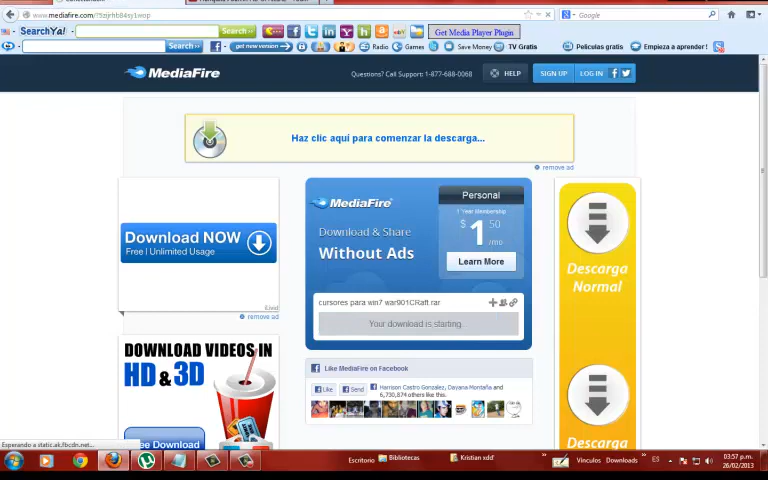 www.mediafire.com/?9zjrhb84sy1wop
Google
SearchYa!
Search
Get Media Player Plugin
Search
get new version
Radio
Games
Save Money
TV Gratis
Peliculas gratis
Empieza a aprender !
MediaFire
Questions? Call Support: 1-877-688-0068
HELP
SIGN UP
LOG IN
Haz clic aquí para comenzar la descarga...
remove ad
Download NOW
Free | Unlimited Usage
remove ad
DOWNLOAD VIDEOS IN
HD & 3D
Free Download
MediaFire
Download & Share
Without Ads
Personal
1 Year Membership
$1.50
/mo
Learn More
cursores para win7 war901CRaft.rar
Your download is starting.
Like MediaFire on Facebook
Like
Send
Harrison Castro Gonzalez, Dayana Montaña and
6,730,874 others like this.
Descarga
Normal
Descarga
Esperando a static.ak.fbcdn.net...
Escritorio
Bibliotecas
Kristian xdd'
Vínculos
Downloads
ES
03:57 p.m.
26/02/2013